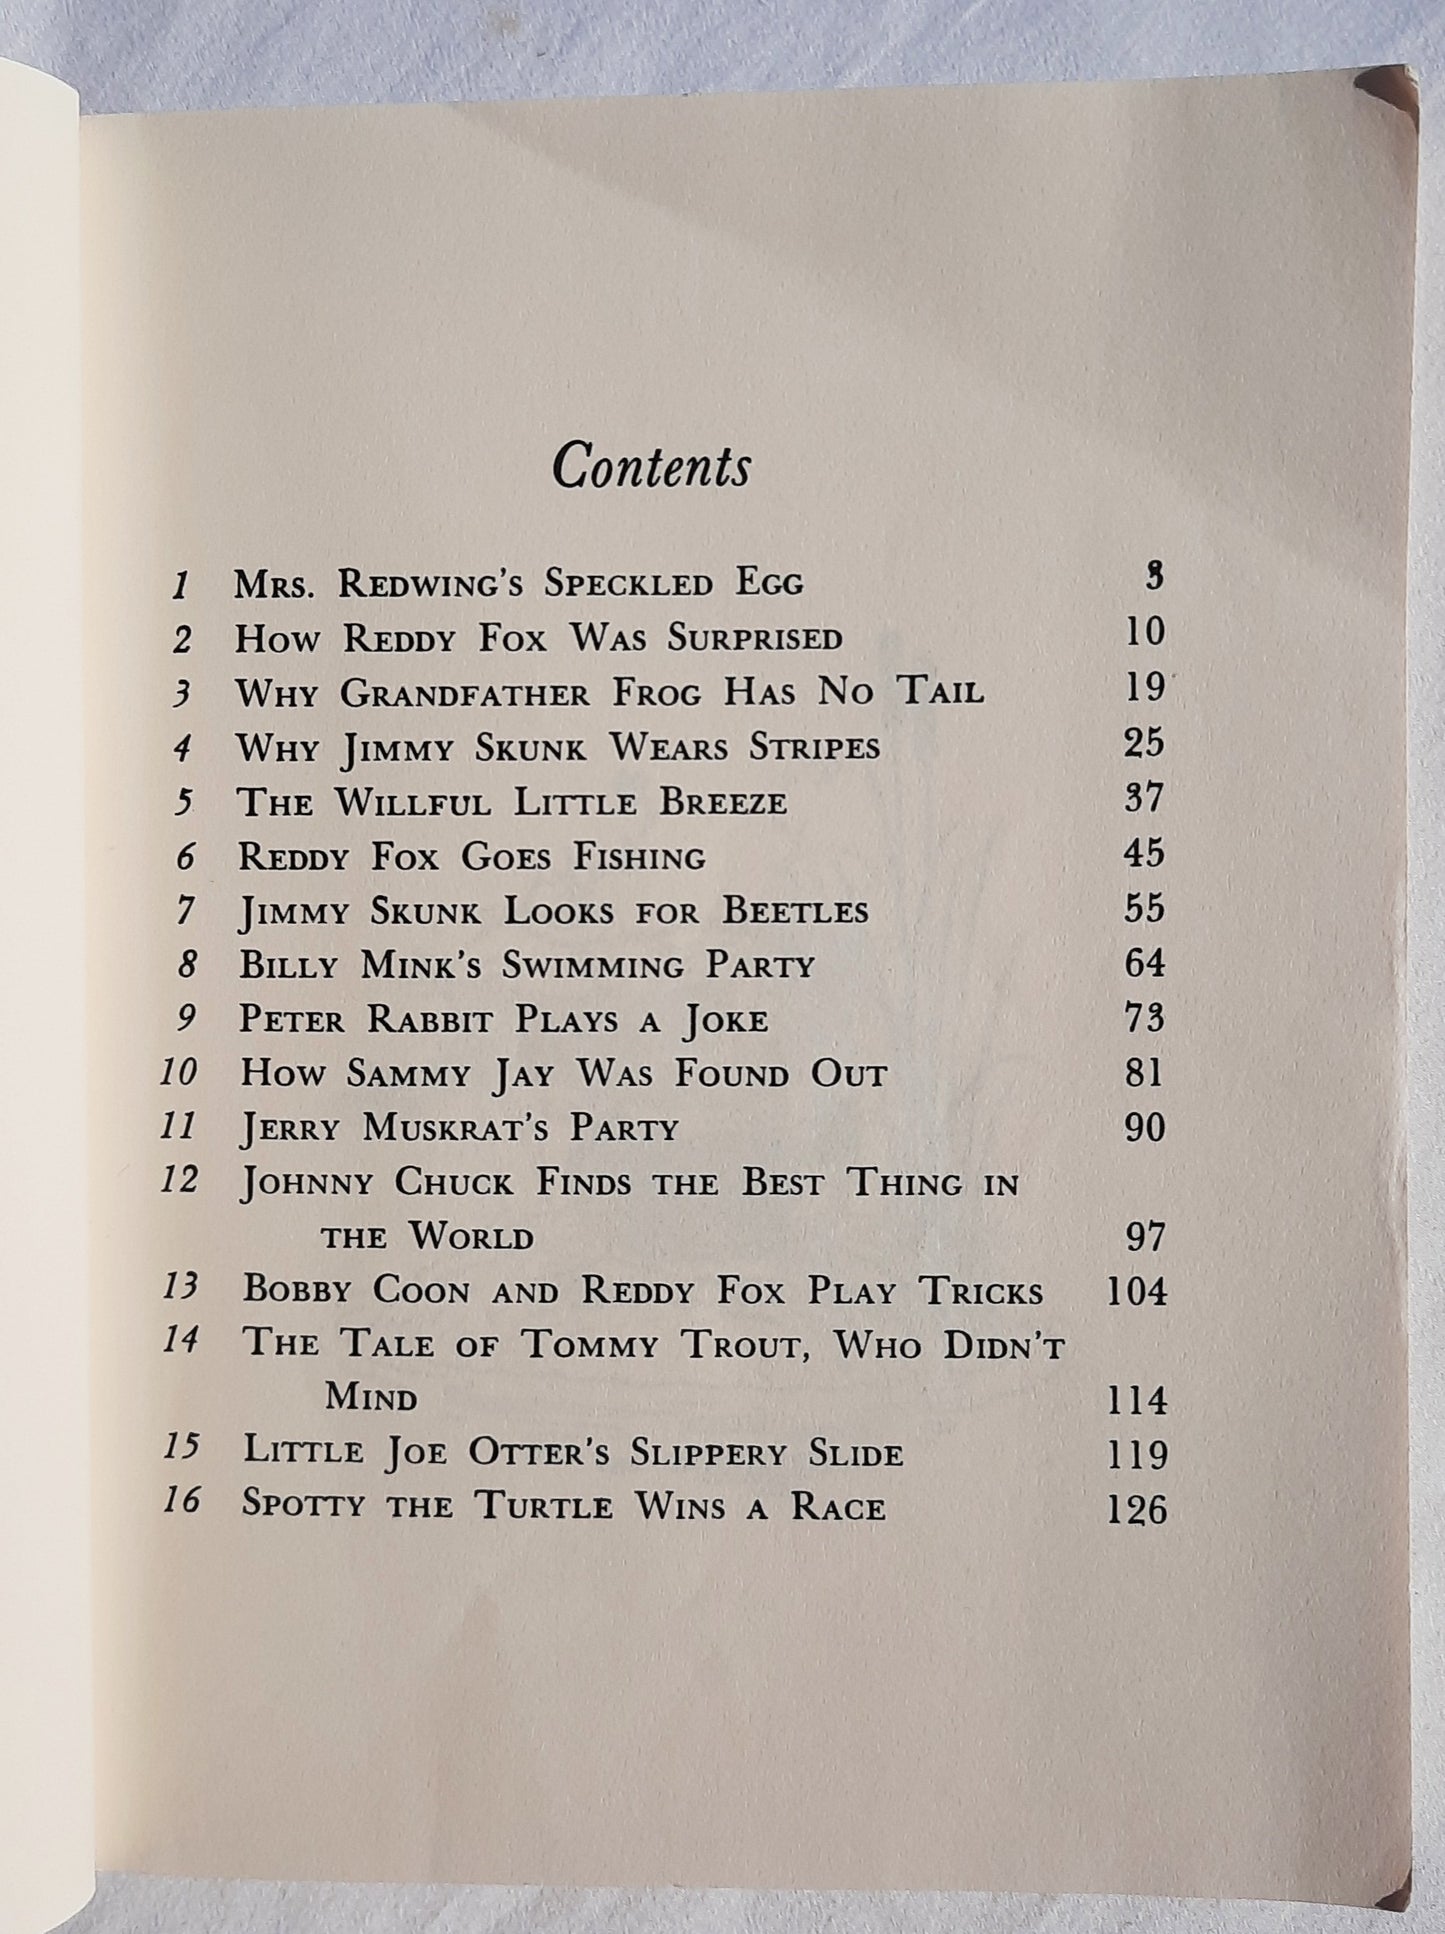 Contents
1 Mrs. Redwing's Speckled Egg 3
2 How Reddy Fox Was Surprised 10
3 Why Grandfather Frog Has No Tail 19
4 Why Jimmy Skunk Wears Stripes 25
5 The Willful Little Breeze 37
6 Reddy Fox Goes Fishing 45
7 Jimmy Skunk Looks for Beetles 55
8 Billy Mink's Swimming Party 64
9 Peter Rabbit Plays a Joke 73
10 How Sammy Jay Was Found Out 81
11 Jerry Muskrat's Party 90
12 Johnny Chuck Finds the Best Thing in
the World 97
13 Bobby Coon and Reddy Fox Play Tricks 104
14 The Tale of Tommy Trout, Who Didn't
Mind 114
15 Little Joe Otter's Slippery Slide 119
16 Spotty the Turtle Wins a Race 126